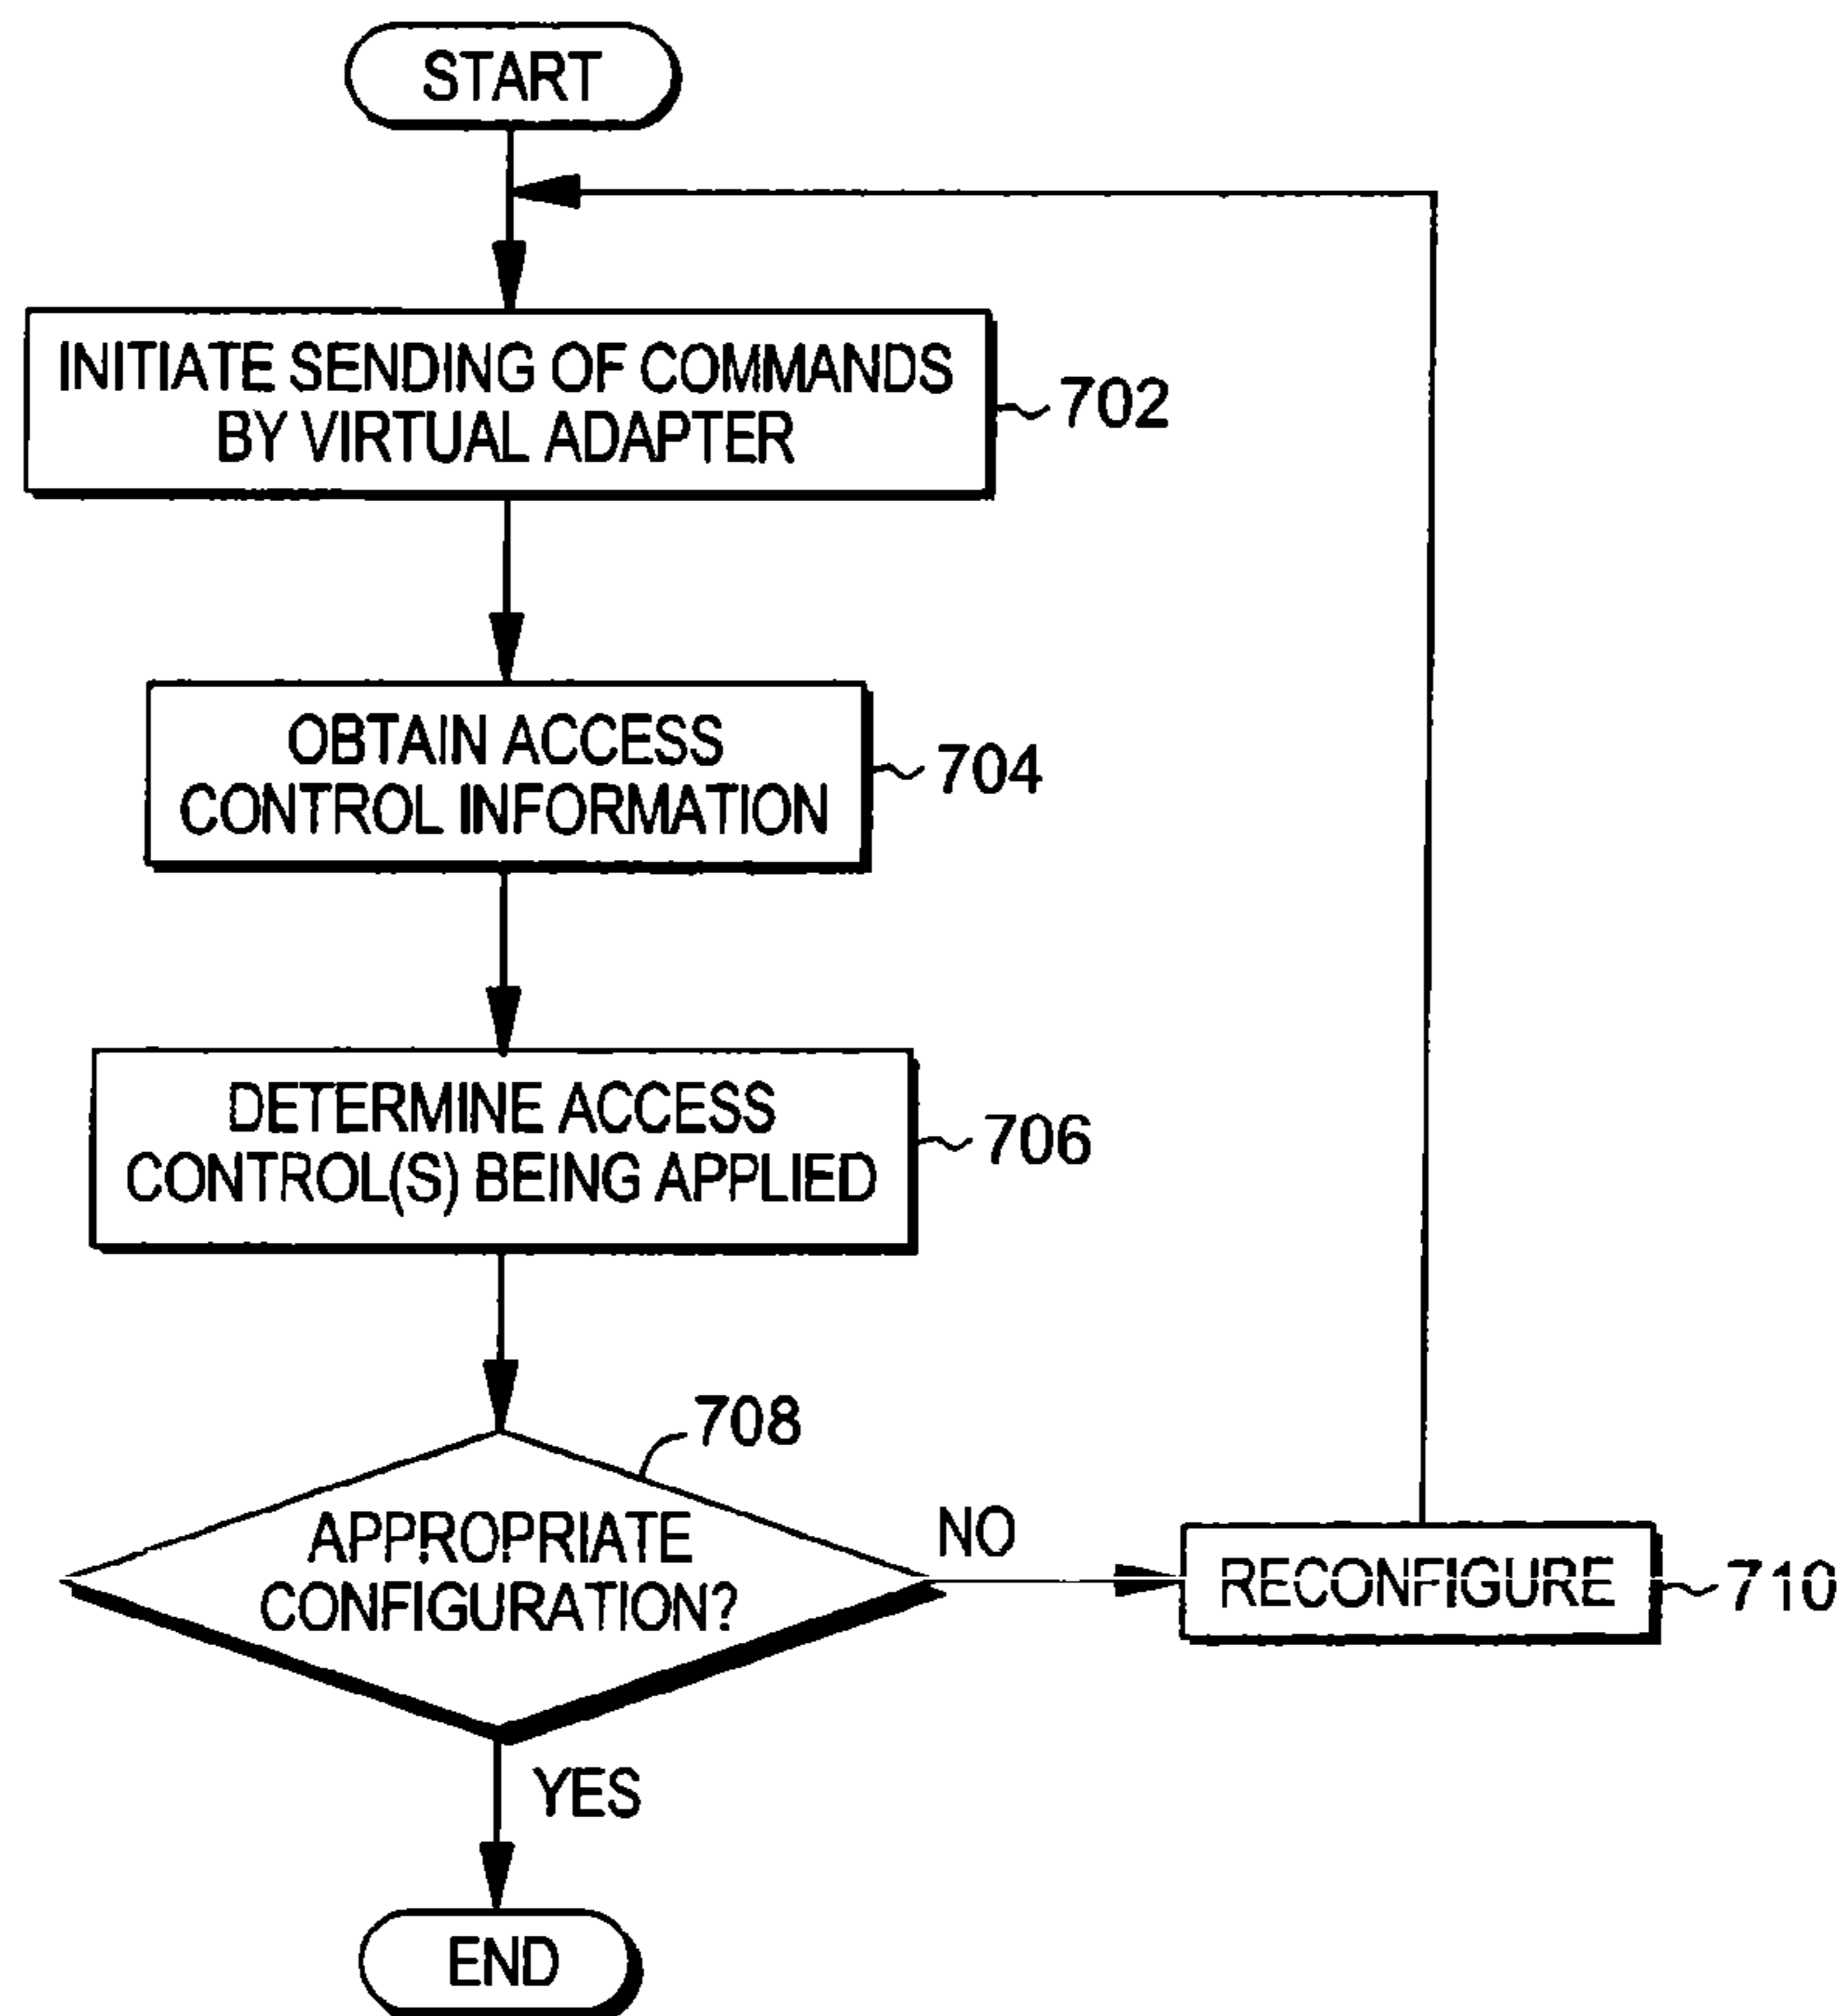 START
INITIATE SENDING OF COMMANDS
BY VIRTUAL ADAPTER
702
OBTAIN ACCESS
CONTROL INFORMATION
704
DETERMINE ACCESS
CONTROL(S) BEING APPLIED
706
708
APPROPRIATE
CONFIGURATION?
NO
RECONFIGURE
710
YES
END